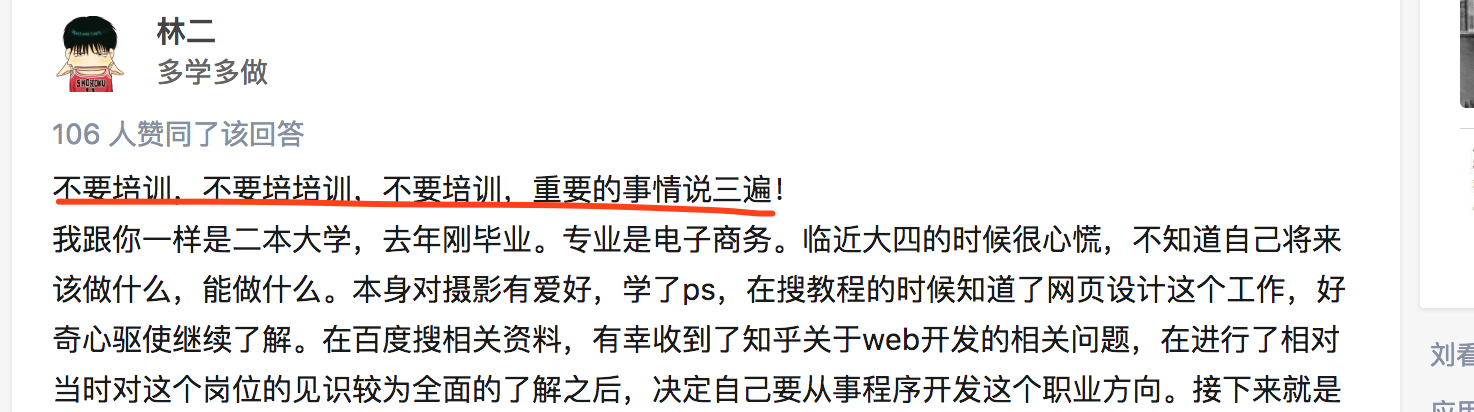 林二
多学多做
106 人赞同了该回答
不要培训，不要培培训，不要培训，重要的事情说三遍！
我跟你一样是二本大学，去年刚毕业。专业是电子商务。临近大四的时候很心慌，不知道自己将来
该做什么，能做什么。本身对摄影有爱好，学了ps，在搜教程的时候知道了网页设计这个工作，好
奇心驱使继续了解。在百度搜相关资料，有幸收到了知乎关于web开发的相关问题，在进行了相对
当时对这个岗位的见识较为全面的了解之后，决定自己要从事程序开发这个职业方向。接下来就是
刘看